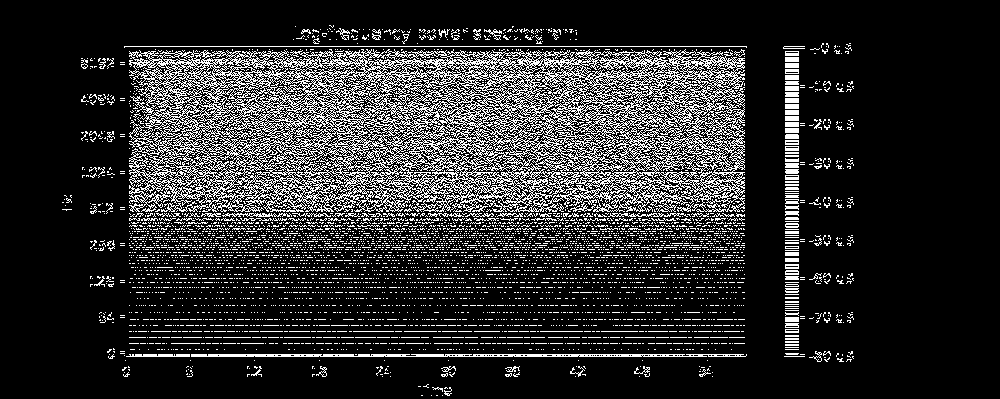 Log-frequency power spectrogram
8192
4096
2048
1024
512
256
128
64
0
Hz
0
6
12
18
24
30
36
42
48
54
Time
+0 dB
-10 dB
-20 dB
-30 dB
-40 dB
-50 dB
-60 dB
-70 dB
-80 dB